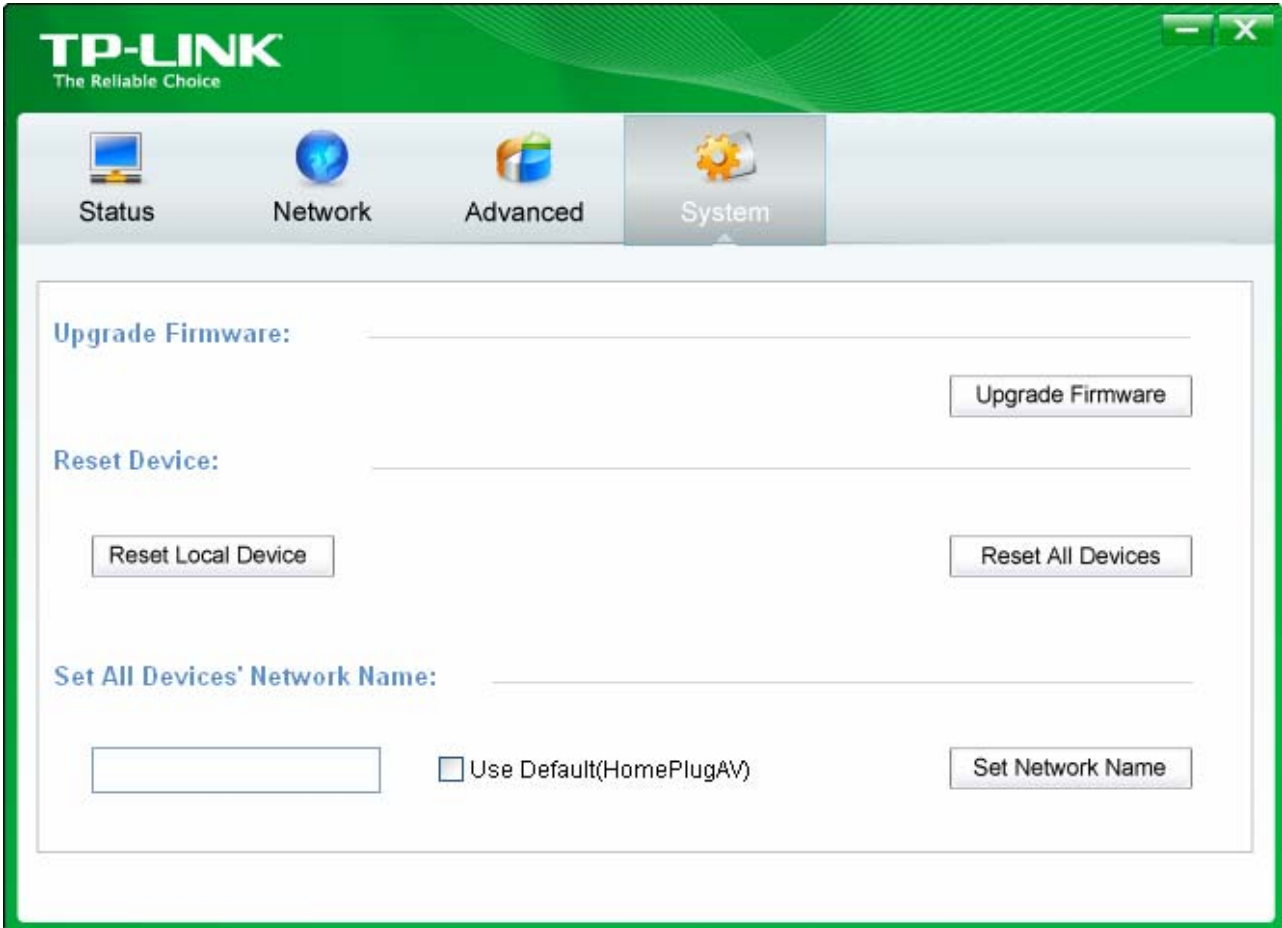 TP-LINK
The Reliable Choice
Status Network Advanced System
Upgrade Firmware:
Upgrade Firmware
Reset Device:
Reset Local Device Reset All Devices
Set All Devices' Network Name:
Use Default(HomePlugAV) Set Network Name